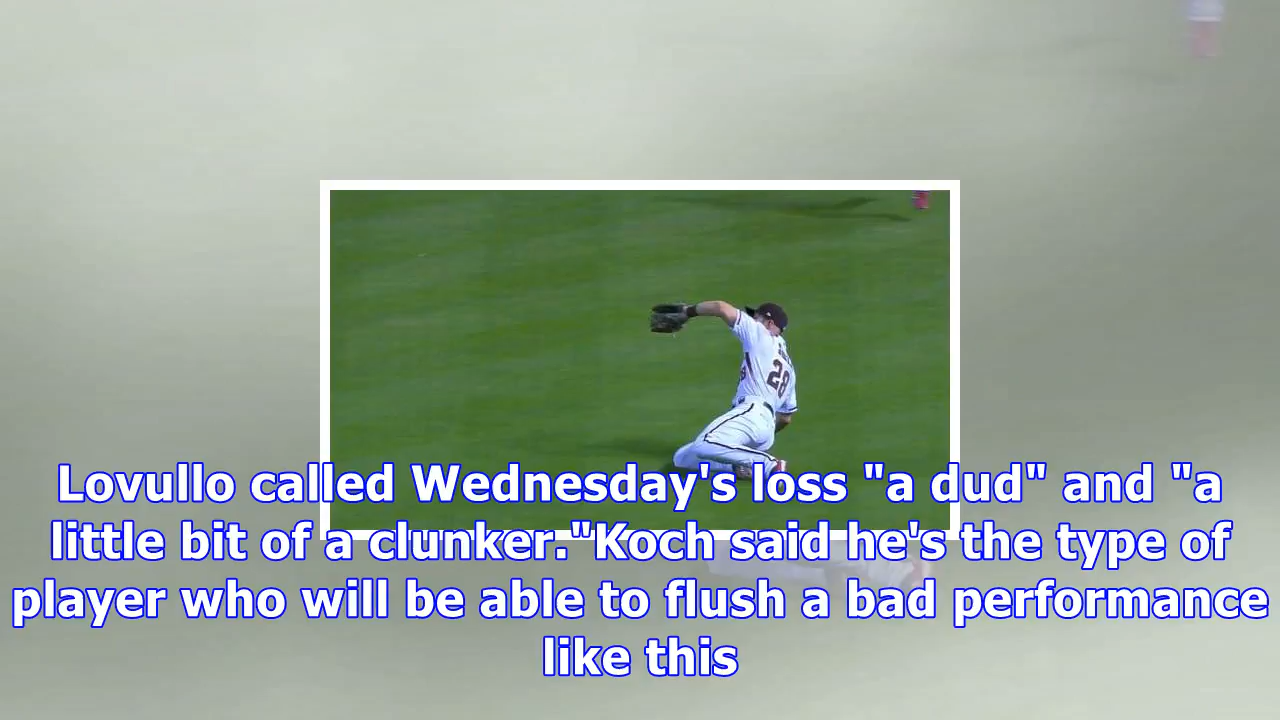 28
Lovullo called Wednesday's loss "a dud" and "a
little bit of a clunker."Koch said he's the type of
player who will be able to flush a bad performance
like this